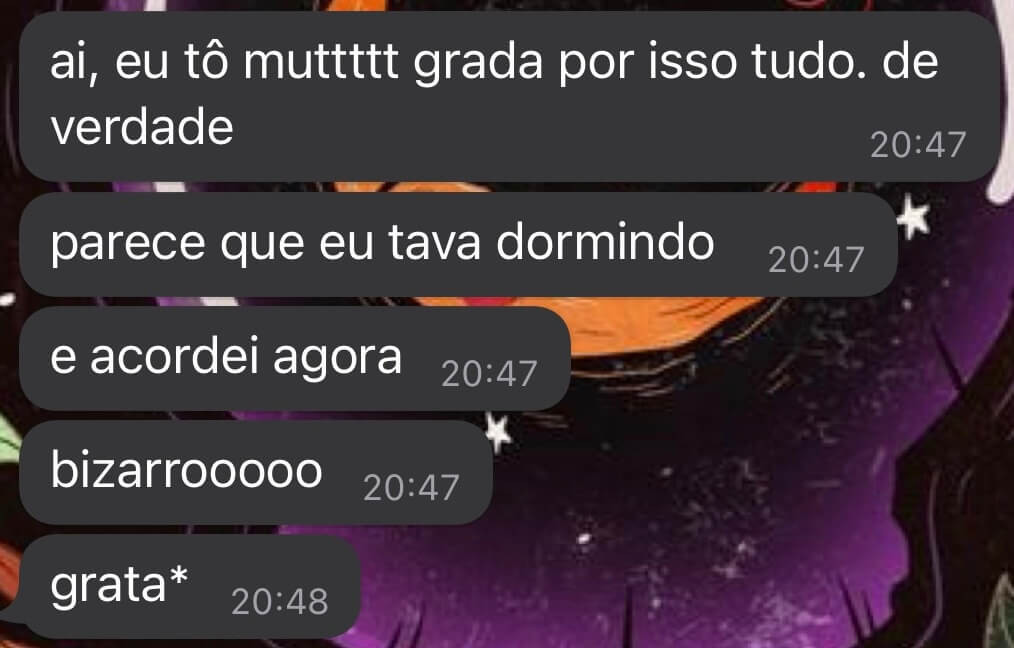 ai, eu tô muttttt grada por isso tudo. de
verdade
20:47
parece que eu tava dormindo 20:47
e acordei agora 20:47
bizarrooooo 20:47
grata* 20:48